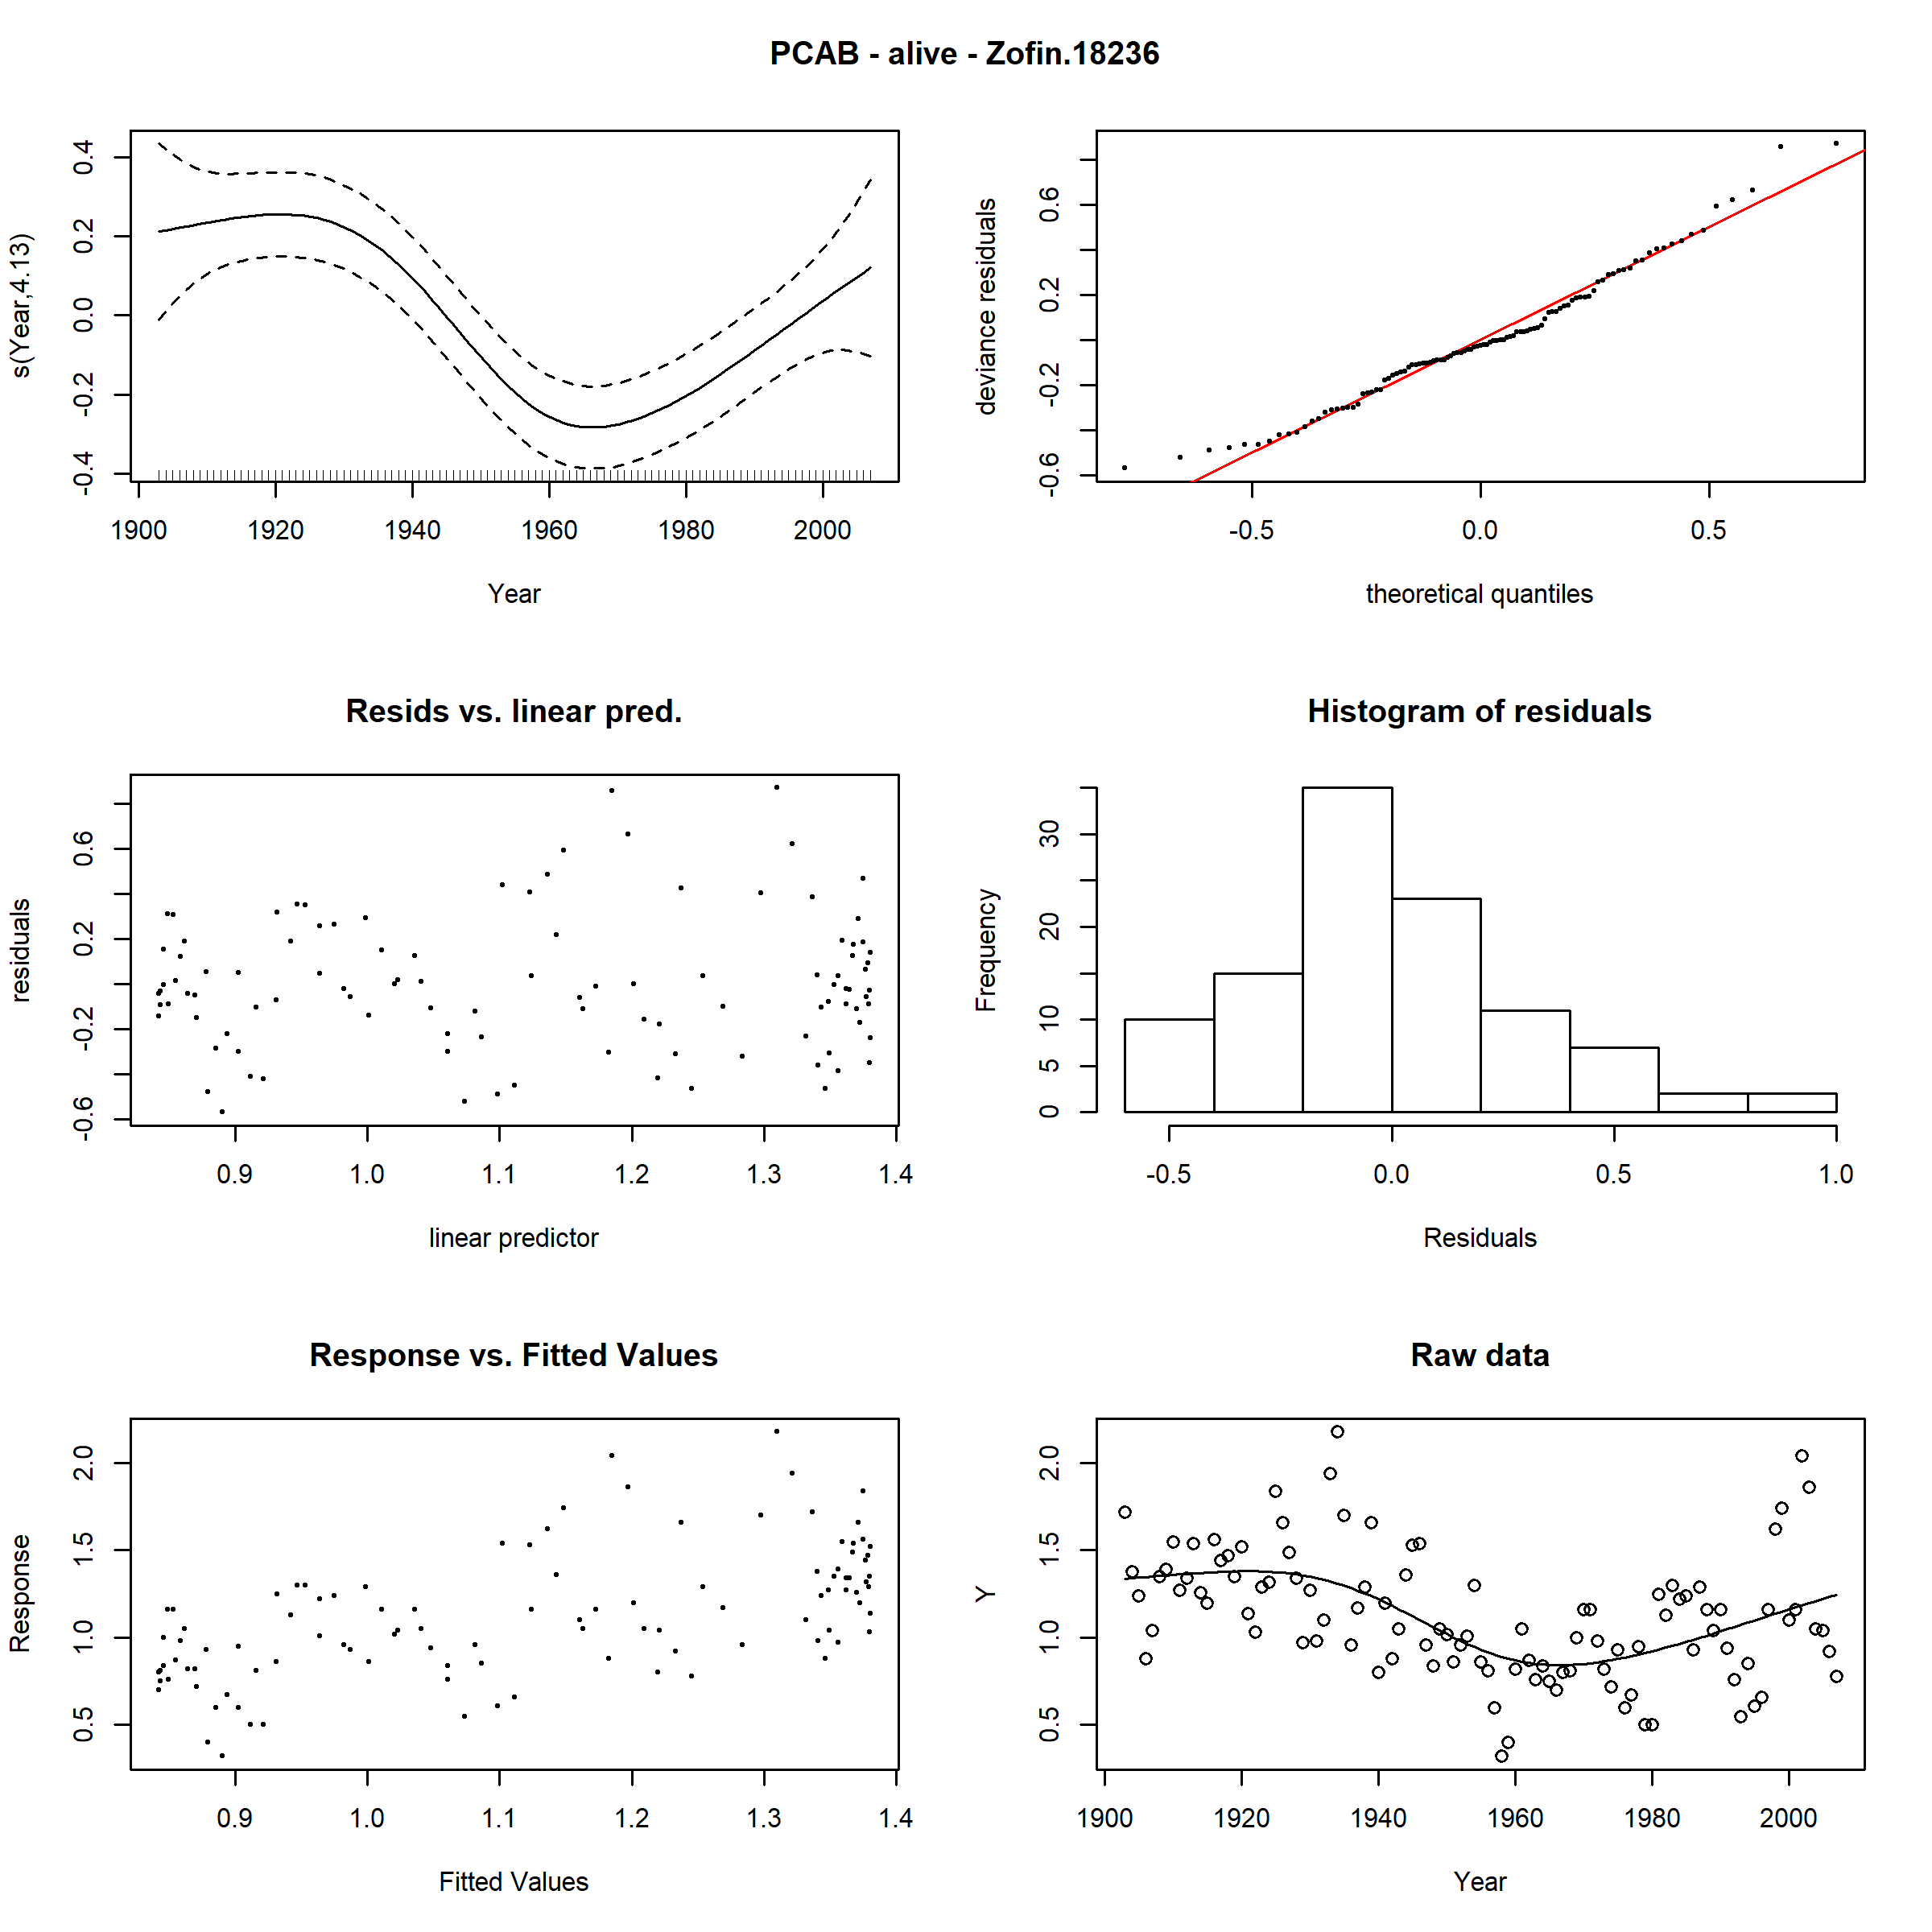 PCAB - alive - Zofin.18236
s(Year,4.13)
0.4
0.2
0.0
-0.2
-0.4
1900 1920 1940 1960 1980 2000
Year
deviance residuals
0.6
0.2
-0.2
-0.6
-0.5 0.0 0.5
theoretical quantiles
Resids vs. linear pred.
residuals
0.6
0.2
-0.2
-0.6
0.9 1.0 1.1 1.2 1.3 1.4
linear predictor
Histogram of residuals
Frequency
30
20
10
5
0
-0.5 0.0 0.5 1.0
Residuals
Response vs. Fitted Values
Response
2.0
1.5
1.0
0.5
0.9 1.0 1.1 1.2 1.3 1.4
Fitted Values
Raw data
Y
2.0
1.5
1.0
0.5
1900 1920 1940 1960 1980 2000
Year